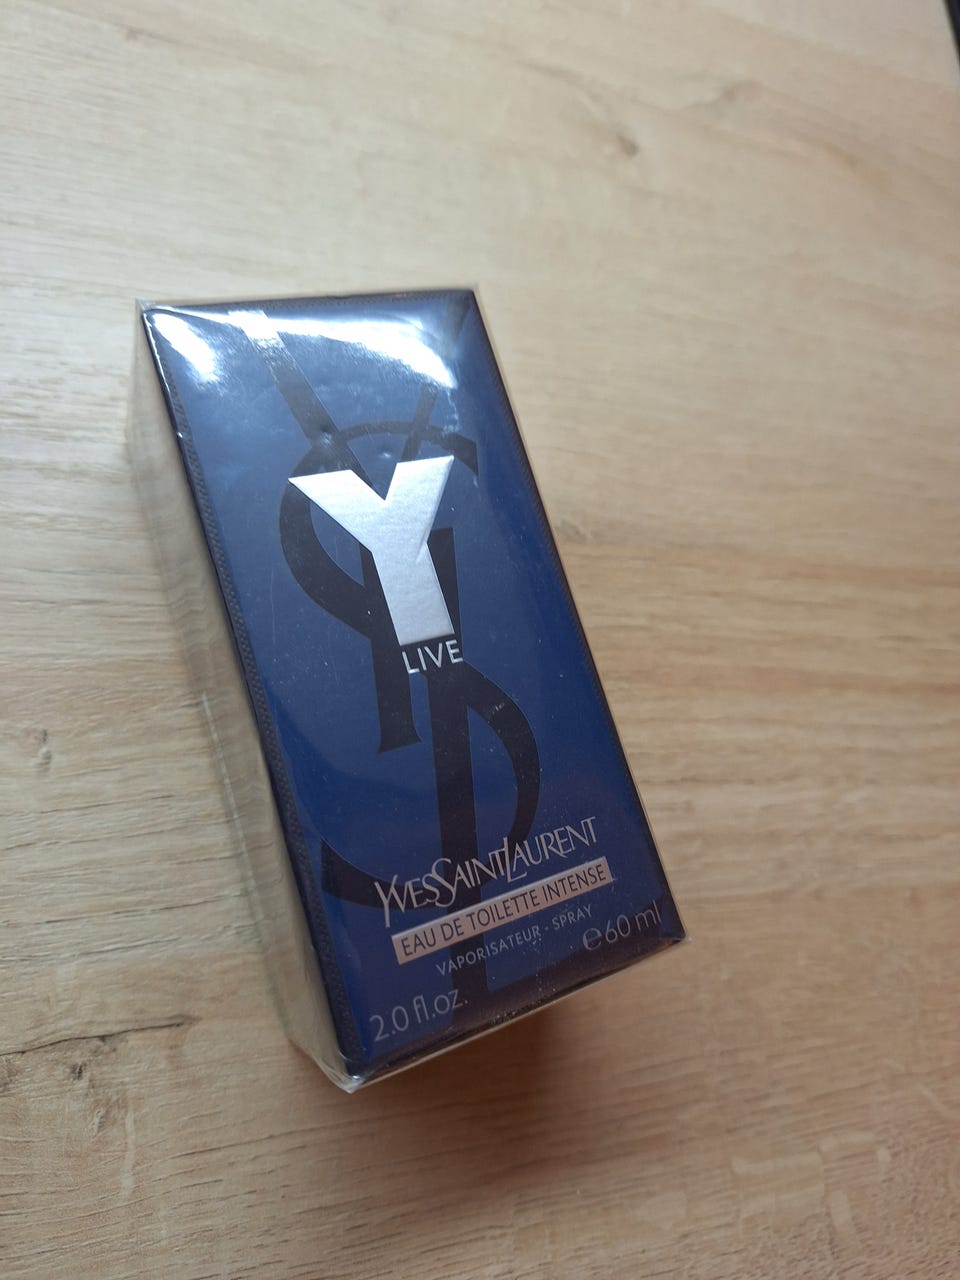 Y
LIVE
YVESSAINTLAURENT
EAU DE TOILETTE INTENSE
VAPORISATEUR - SPRAY
2.0 fl.oz. ℮60 ml